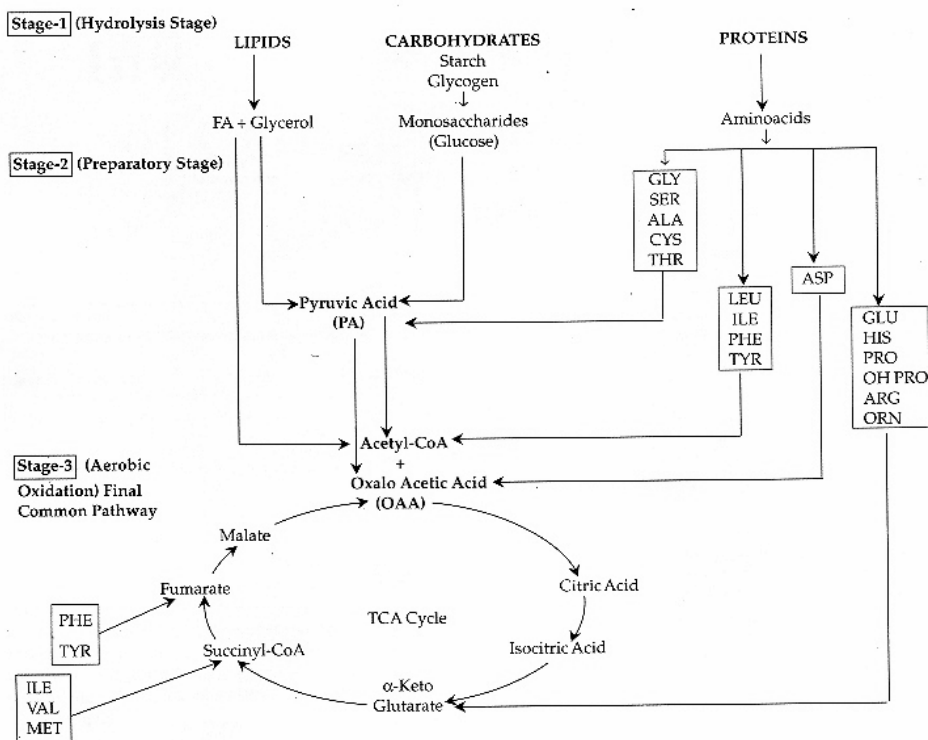 Stage-1 (Hydrolysis Stage)
LIPIDS
CARBOHYDRATES
Starch
Glycogen
Monosaccharides
(Glucose)
PROTEINS
FA + Glycerol
Aminoacids
Stage-2 (Preparatory Stage)
GLY
SER
ALA
CYS
THR
LEU
ILE
PHE
TYR
ASP
GLU
HIS
PRO
OH PRO
ARG
ORN
Pyruvic Acid
(PA)
Acetyl-CoA
+
Oxalo Acetic Acid
(OAA)
Stage-3 (Aerobic
Oxidation) Final
Common Pathway
Malate
Fumarate
Citric Acid
TCA Cycle
PHE
TYR
Succinyl-CoA
Isocitric Acid
α-Keto
Glutarate
ILE
VAL
MET